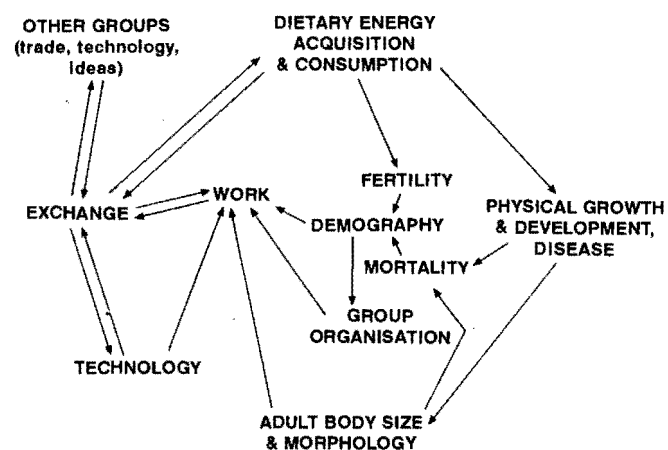 OTHER GROUPS
(trade, technology,
ideas)
DIETARY ENERGY
ACQUISITION
& CONSUMPTION
FERTILITY
WORK
EXCHANGE
DEMOGRAPHY
PHYSICAL GROWTH
& DEVELOPMENT,
DISEASE
MORTALITY
GROUP
ORGANISATION
TECHNOLOGY
ADULT BODY SIZE
& MORPHOLOGY